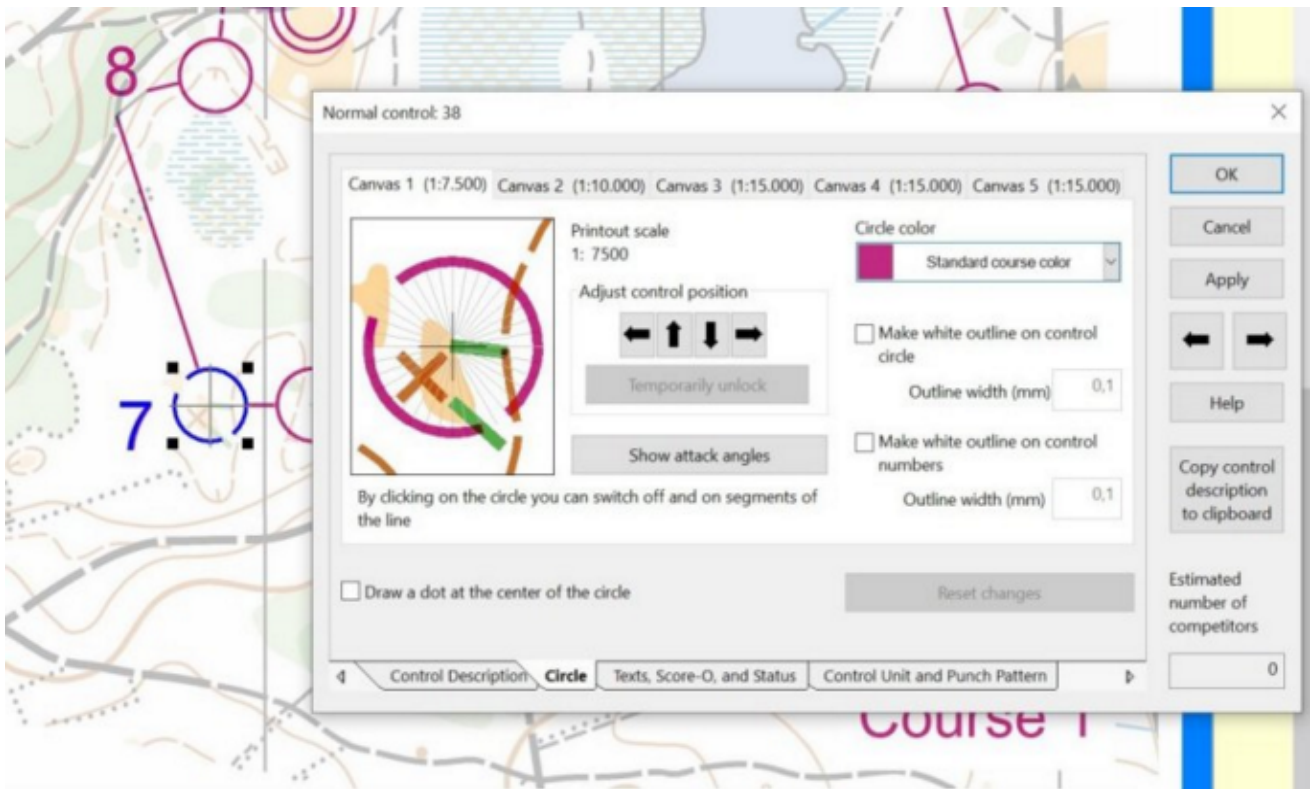 8
7
Normal control: 38
Canvas 1 (1:7.500)
Canvas 2 (1:10.000)
Canvas 3 (1:15.000)
Canvas 4 (1:15.000)
Canvas 5 (1:15.000)
Printout scale
1: 7500
Adjust control position
Temporarily unlock
Show attack angles
By clicking on the circle you can switch off and on segments of
the line
Circle color
Standard course color
Make white outline on control
circle
Outline width (mm)
0,1
Make white outline on control
numbers
Outline width (mm)
0,1
Draw a dot at the center of the circle
Reset changes
Control Description
Circle
Texts, Score-O, and Status
Control Unit and Punch Pattern
OK
Cancel
Apply
Help
Copy control
description
to clipboard
Estimated
number of
competitors
0
Course 1